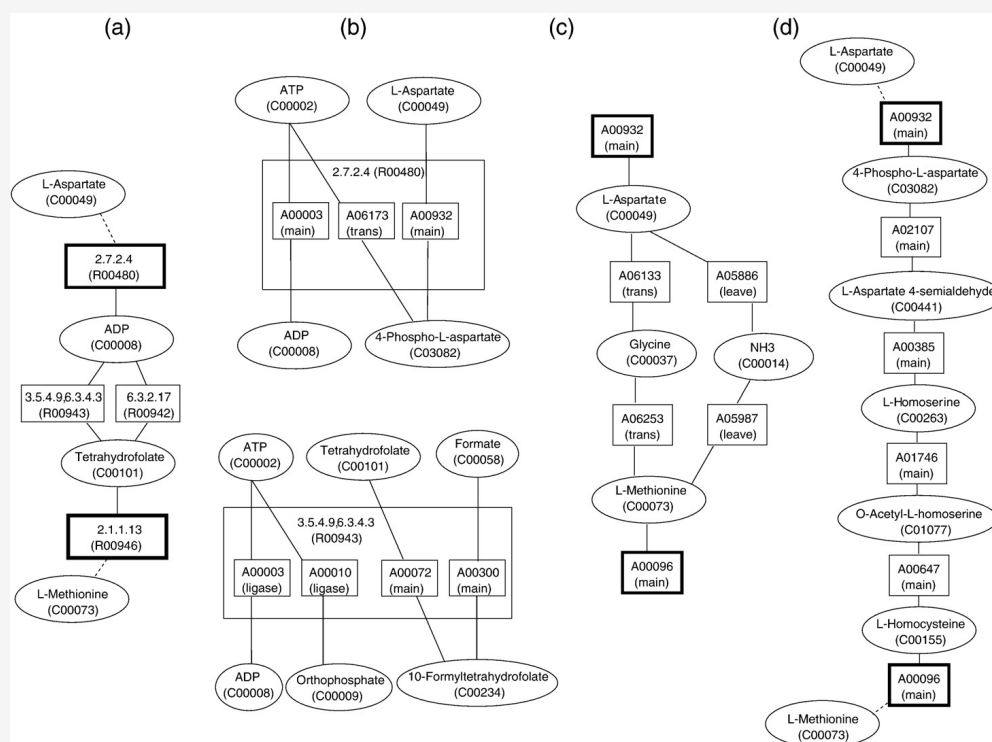 (a)
L-Aspartate
(C00049)
2.7.2.4
(R00480)
ADP
(C00008)
3.5.4.9,6.3.4.3
(R00943)
6.3.2.17
(R00942)
Tetrahydrofolate
(C00101)
2.1.1.13
(R00946)
L-Methionine
(C00073)
(b)
ATP
(C00002)
L-Aspartate
(C00049)
2.7.2.4 (R00480)
A00003
(main)
A06173
(trans)
A00932
(main)
ADP
(C00008)
4-Phospho-L-aspartate
(C03082)
ATP
(C00002)
Tetrahydrofolate
(C00101)
Formate
(C00058)
3.5.4.9,6.3.4.3
(R00943)
A00003
(ligase)
A00010
(ligase)
A00072
(main)
A00300
(main)
ADP
(C00008)
Orthophosphate
(C00009)
10-Formyltetrahydrofolate
(C00234)
(c)
A00932
(main)
L-Aspartate
(C00049)
A06133
(trans)
A05886
(leave)
Glycine
(C00037)
NH3
(C00014)
A06253
(trans)
A05987
(leave)
L-Methionine
(C00073)
A00096
(main)
(d)
L-Aspartate
(C00049)
A00932
(main)
4-Phospho-L-aspartate
(C03082)
A02107
(main)
L-Aspartate 4-semialdehyde
(C00441)
A00385
(main)
L-Homoserine
(C00263)
A01746
(main)
O-Acetyl-L-homoserine
(C01077)
A00647
(main)
L-Homocysteine
(C00155)
A00096
(main)
L-Methionine
(C00073)